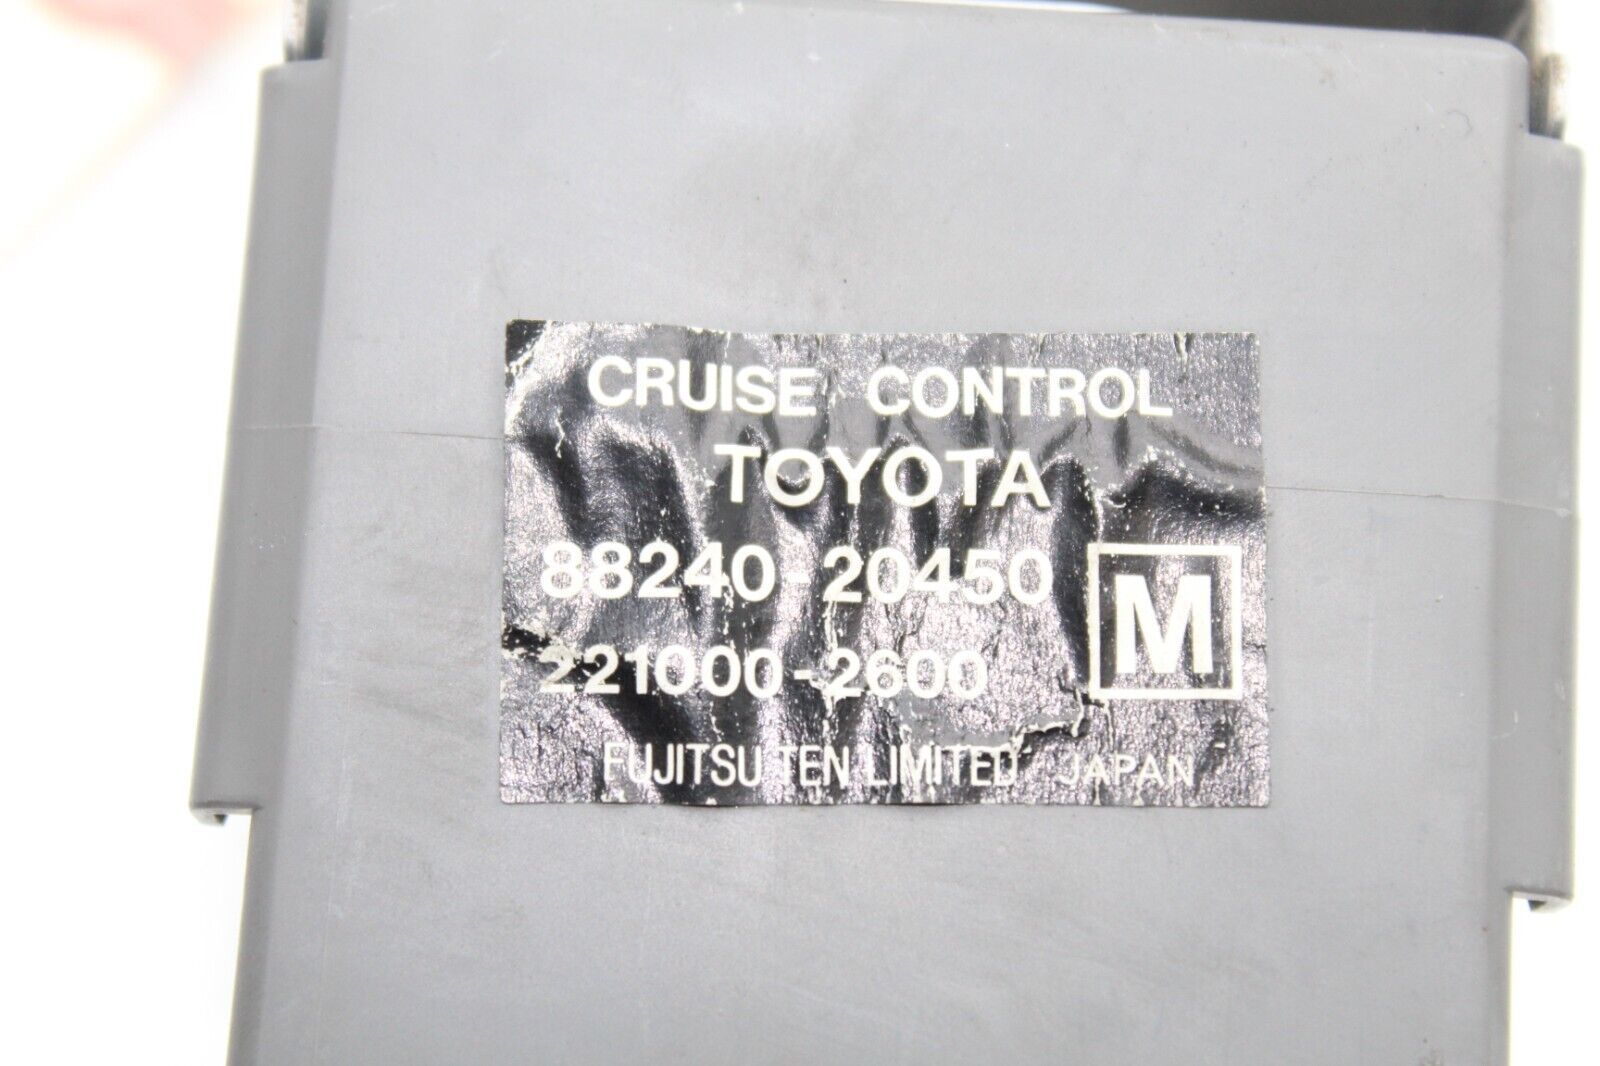 CRUISE CONTROL
TOYOTA
88240-20450
M
221000-2600
FUJITSU TEN LIMITED JAPAN